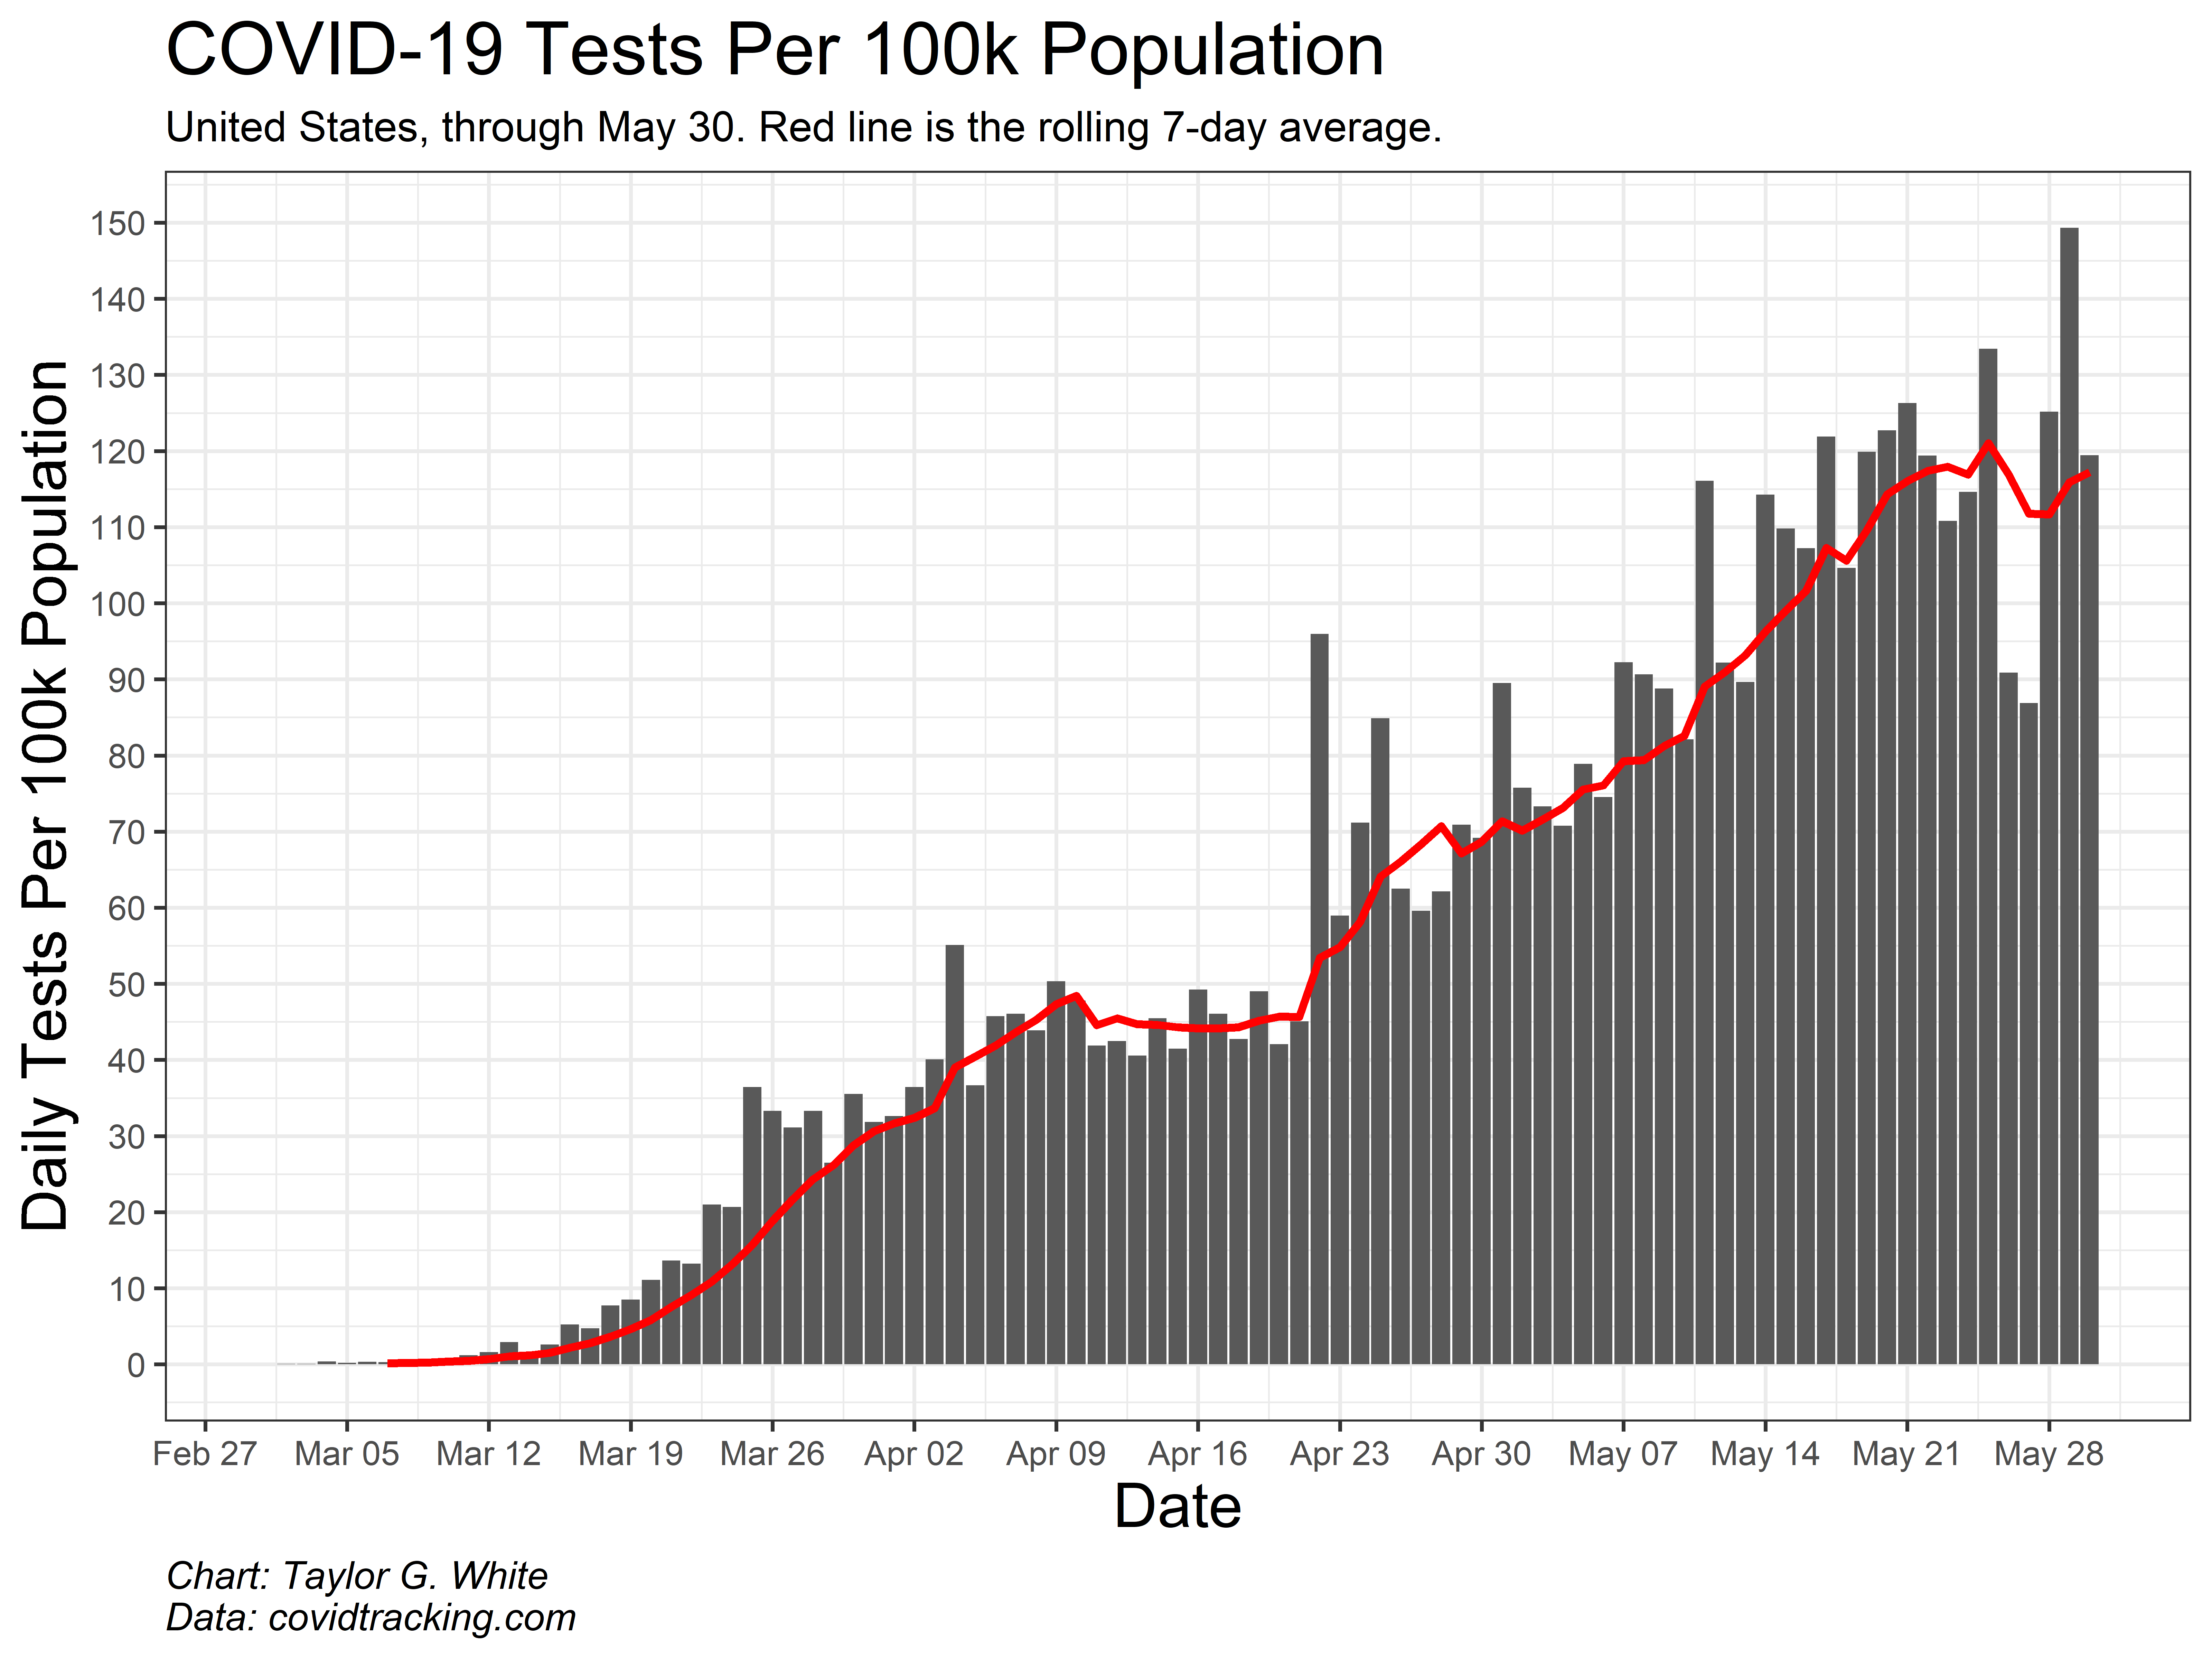 COVID-19 Tests Per 100k Population
United States, through May 30. Red line is the rolling 7-day average.
Daily Tests Per 100k Population
150
140
130
120
110
100
90
80
70
60
50
40
30
20
10
0
Feb 27 Mar 05 Mar 12 Mar 19 Mar 26 Apr 02 Apr 09 Apr 16 Apr 23 Apr 30 May 07 May 14 May 21 May 28
Date
Chart: Taylor G. White
Data: covidtracking.com